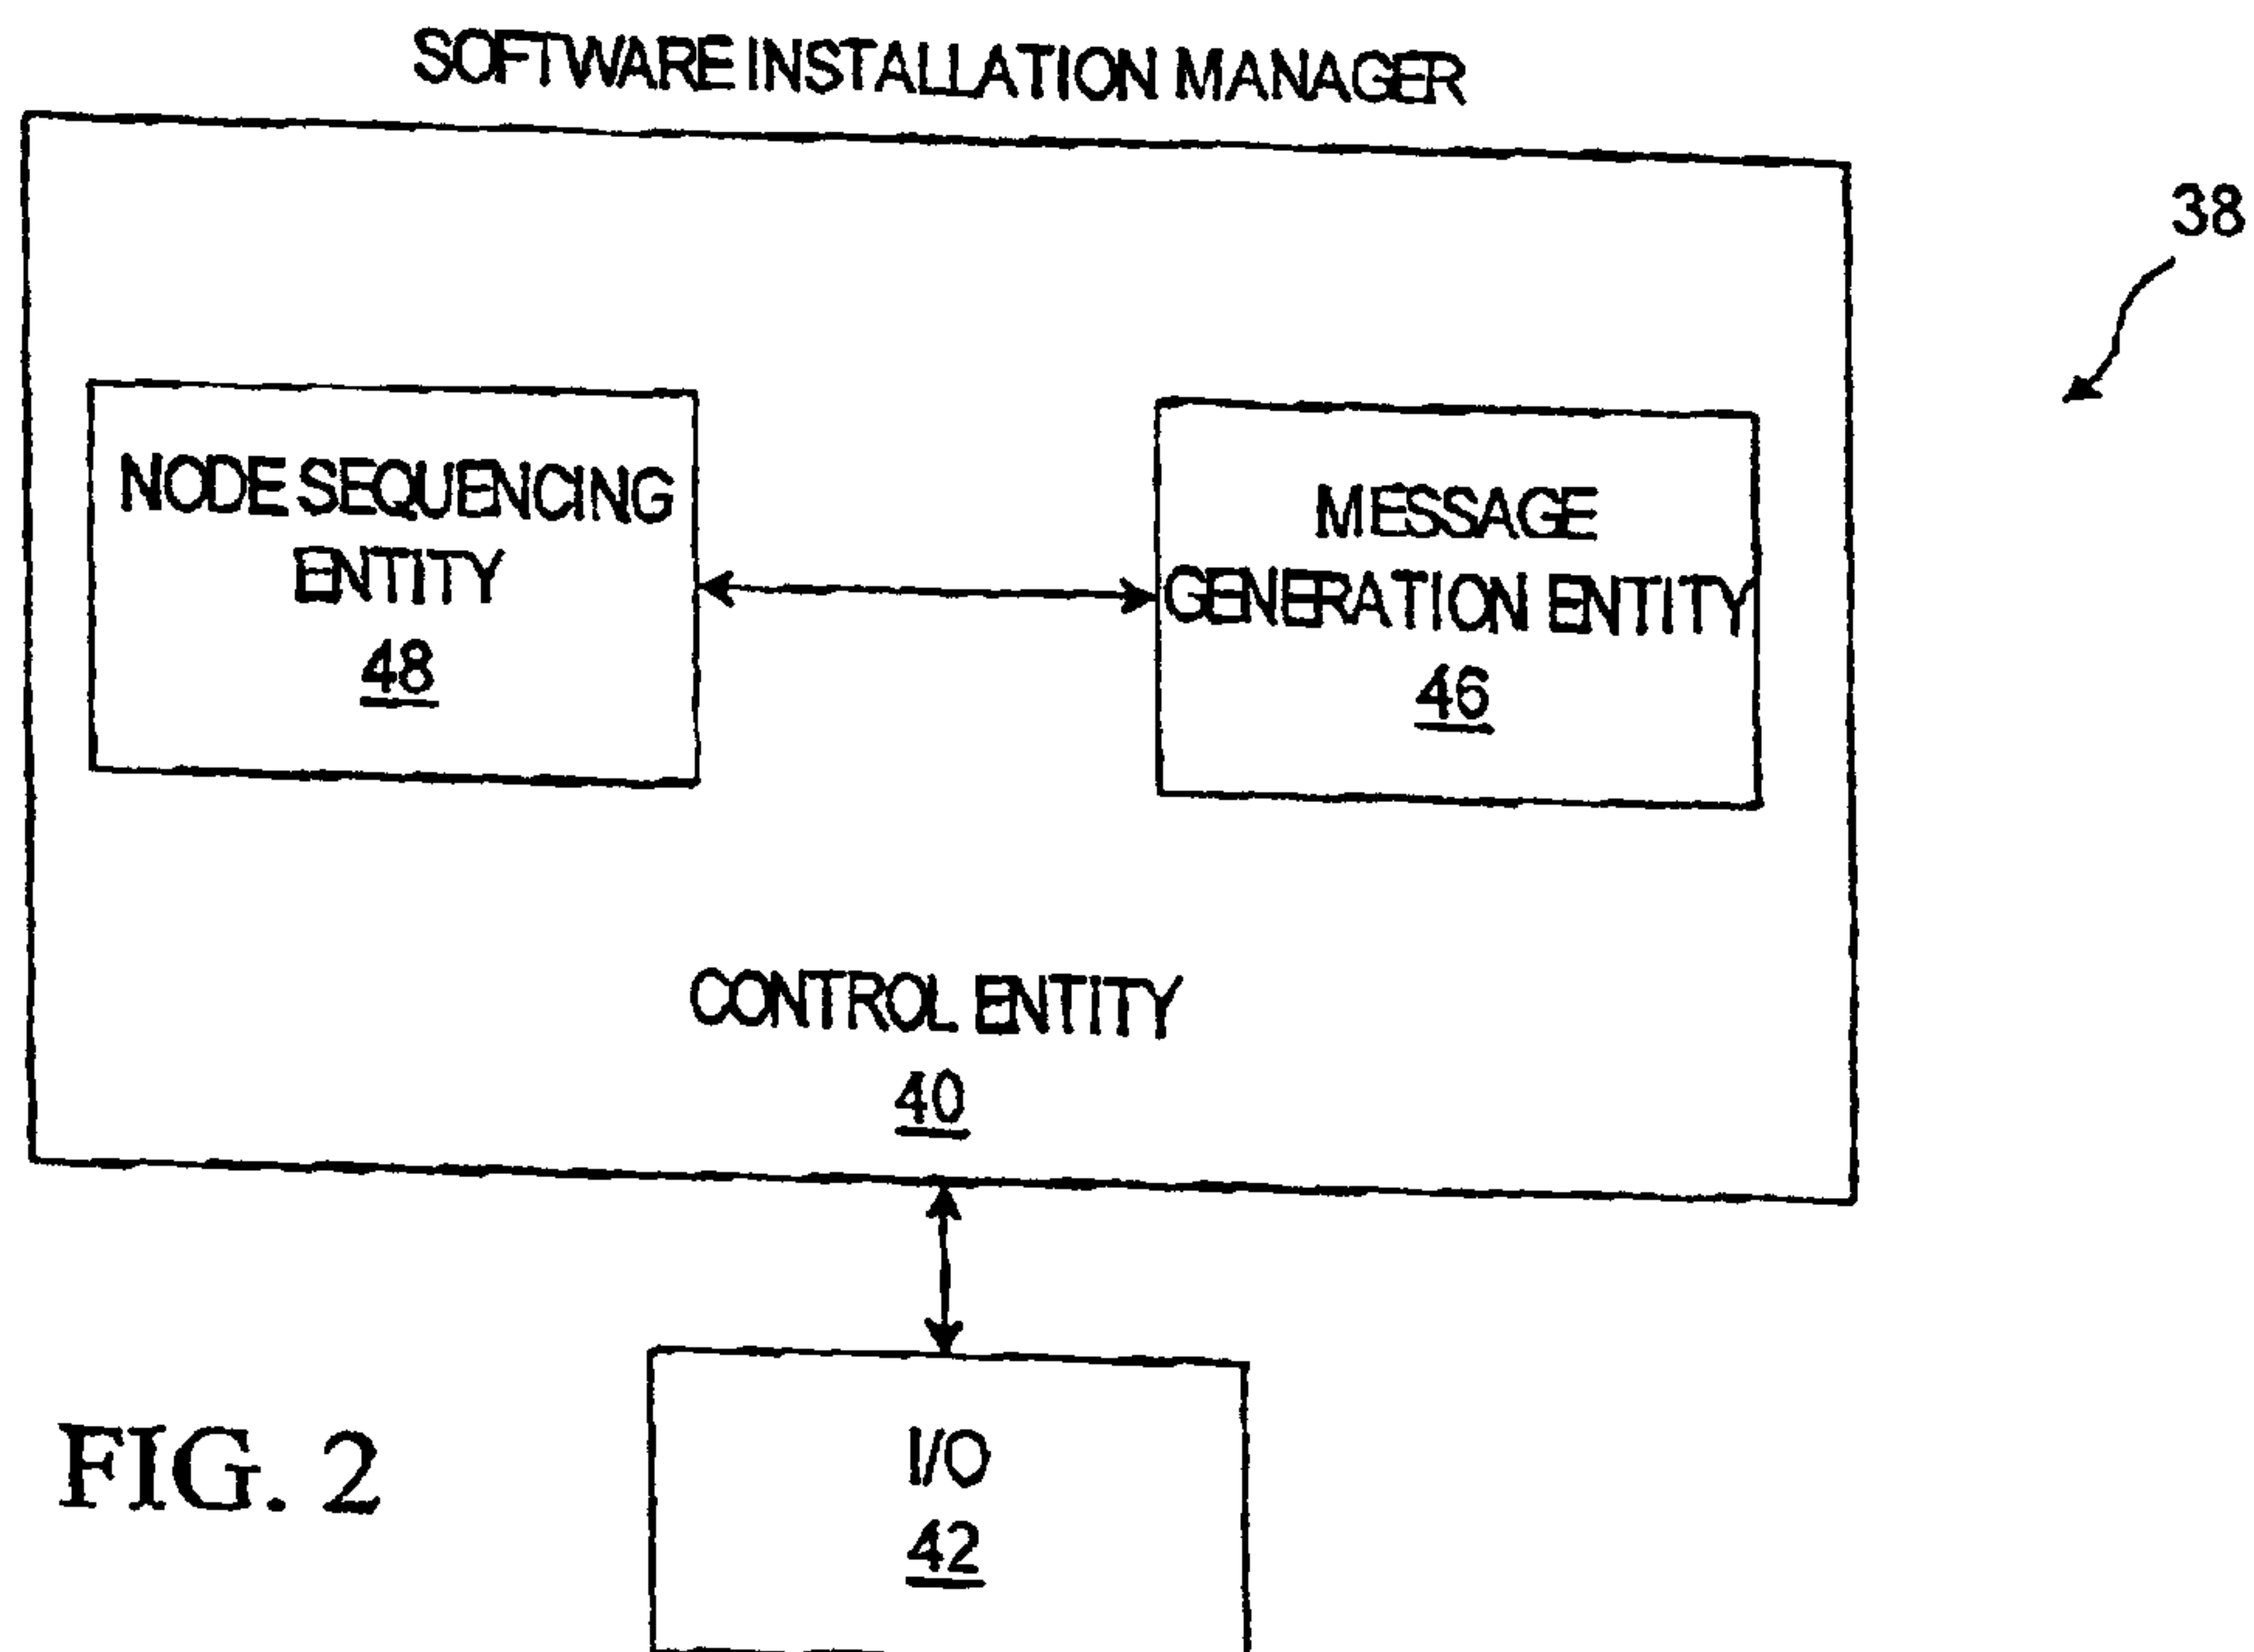 SOFTWARE INSTALLATION MANAGER
38
NODE SEQUENCING
ENTITY
48
MESSAGE
GENERATION ENTITY
46
CONTROL ENTITY
40
I/O
42
FIG. 2